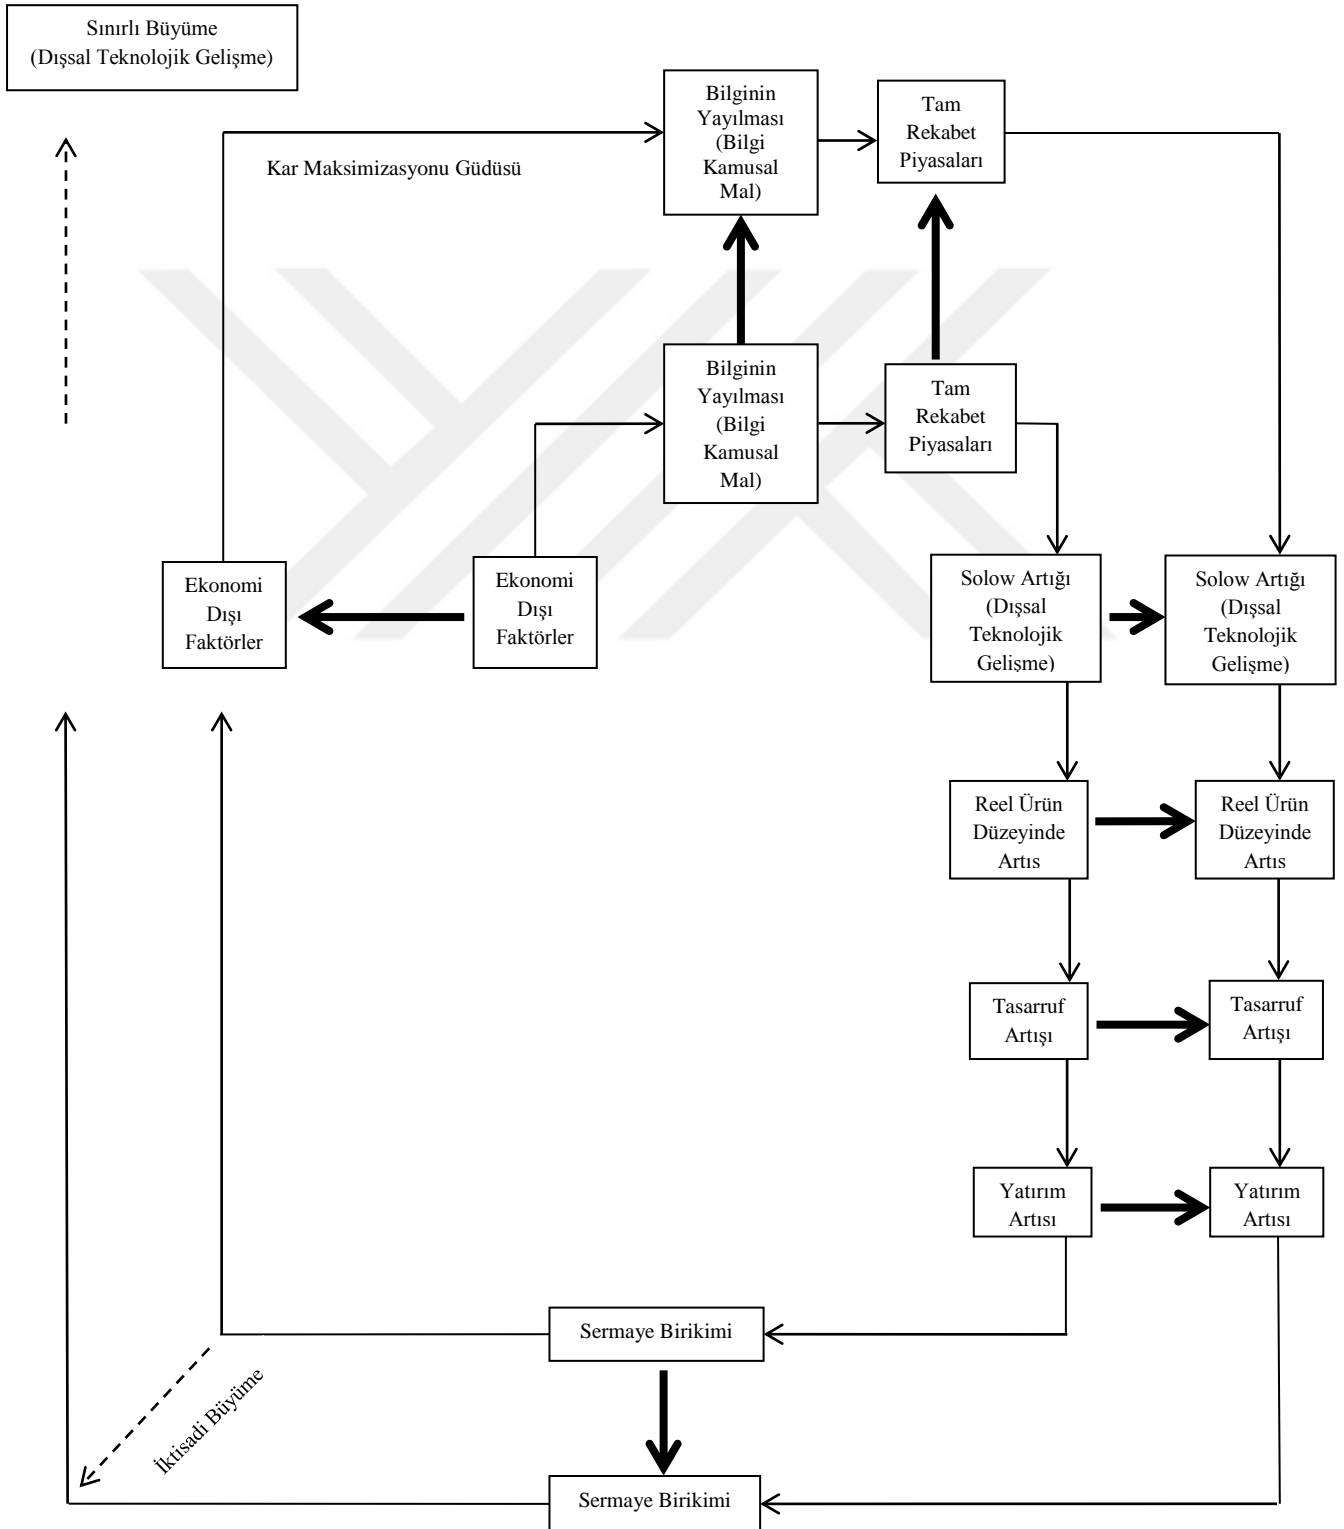 Sınırlı Büyüme
(Dışsal Teknolojik Gelişme)
Bilginin
Yayılması
(Bilgi
Kamusal
Mal)
Tam
Rekabet
Piyasaları
Kar Maksimizasyonu Güdüsü
Bilginin
Yayılması
(Bilgi
Kamusal
Mal)
Tam
Rekabet
Piyasaları
Ekonomi
Dışı
Faktörler
Ekonomi
Dışı
Faktörler
Solow Artığı
(Dışsal
Teknolojik
Gelişme)
Solow Artığı
(Dışsal
Teknolojik
Gelişme)
Reel Ürün
Düzeyinde
Artıs
Reel Ürün
Düzeyinde
Artıs
Tasarruf
Artışı
Tasarruf
Artışı
Yatırım
Artısı
Yatırım
Artısı
Sermaye Birikimi
İktisadi Büyüme
Sermaye Birikimi